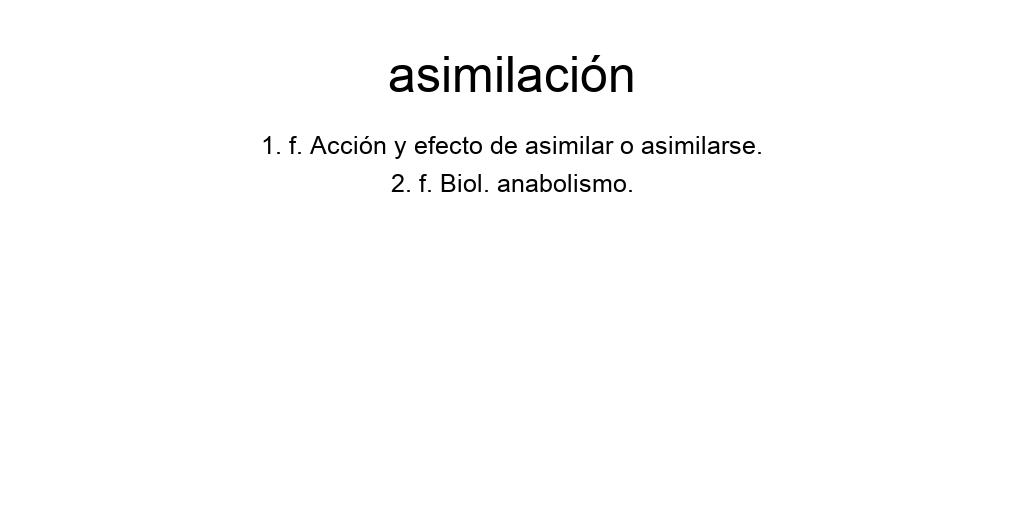 asimilación
1. f. Acción y efecto de asimilar o asimilarse.
2. f. Biol. anabolismo.